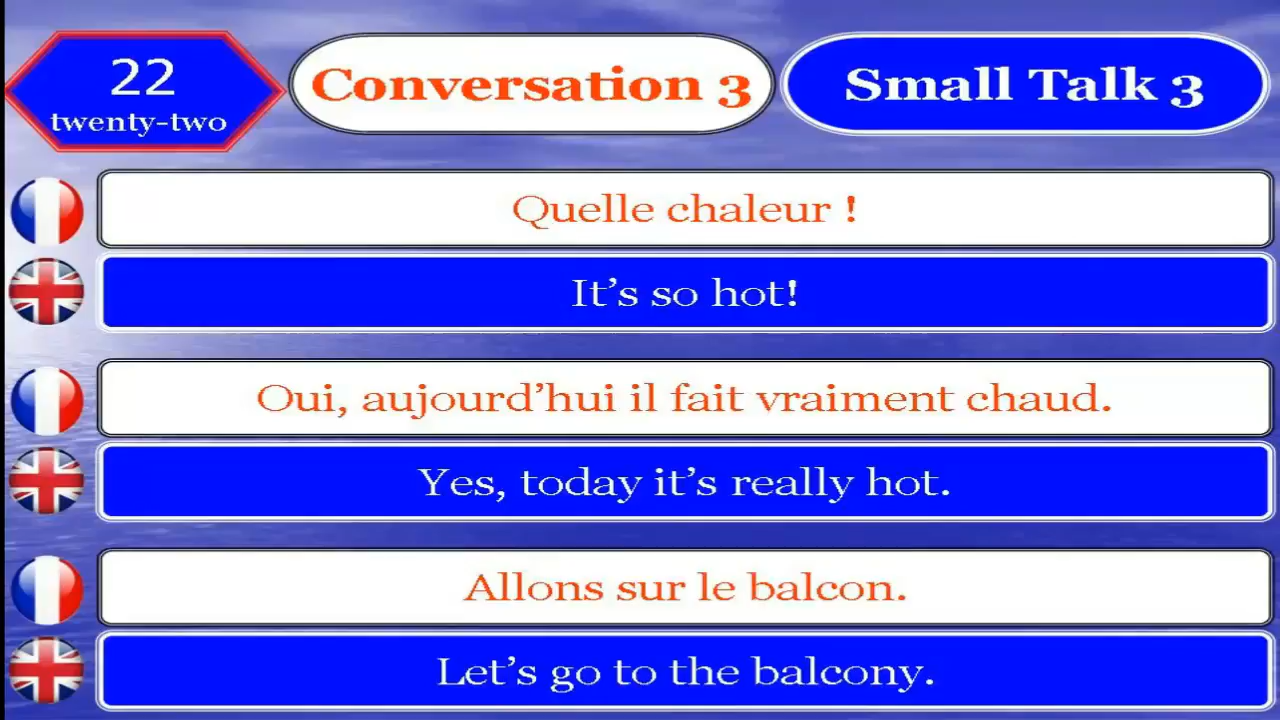 22
twenty-two
Conversation 3
Small Talk 3
Quelle chaleur !
It’s so hot!
Oui, aujourd’hui il fait vraiment chaud.
Yes, today it’s really hot.
Allons sur le balcon.
Let’s go to the balcony.